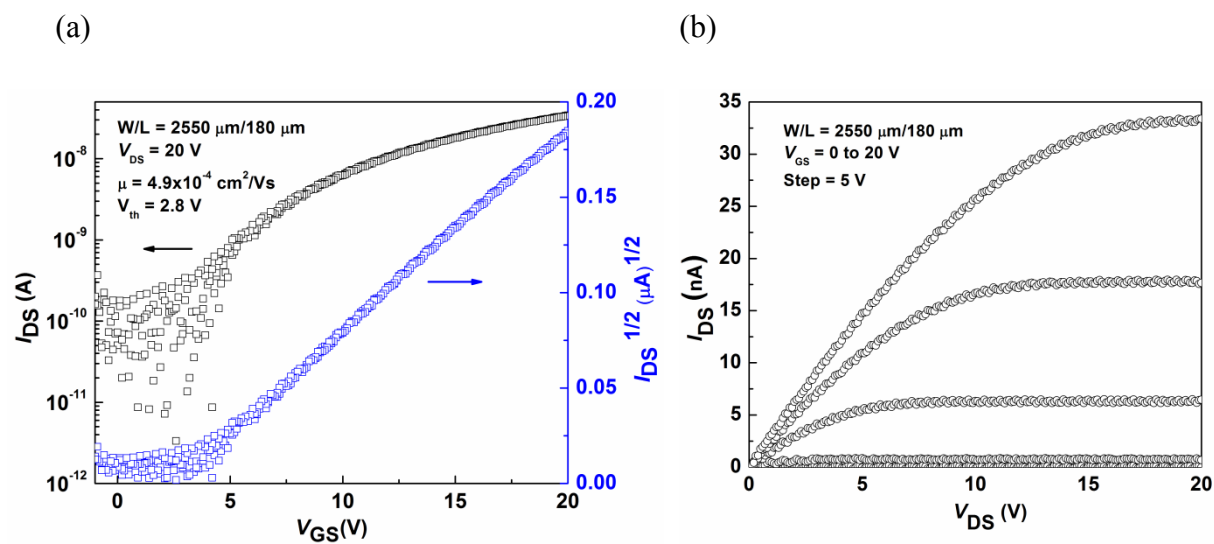 (a)
(b)
W/L = 2550 μm/180 μm
V_DS = 20 V
μ = 4.9x10^-4 cm^2/Vs
V_th = 2.8 V
10^-8
10^-9
10^-10
10^-11
10^-12
I_DS (A)
0 5 10 15 20
V_GS(V)
0.20
0.15
0.10
0.05
0.00
I_DS^1/2 (μA)^1/2
W/L = 2550 μm/180 μm
V_GS = 0 to 20 V
Step = 5 V
35
30
25
20
15
10
5
0
I_DS(nA)
0 5 10 15 20
V_DS (V)